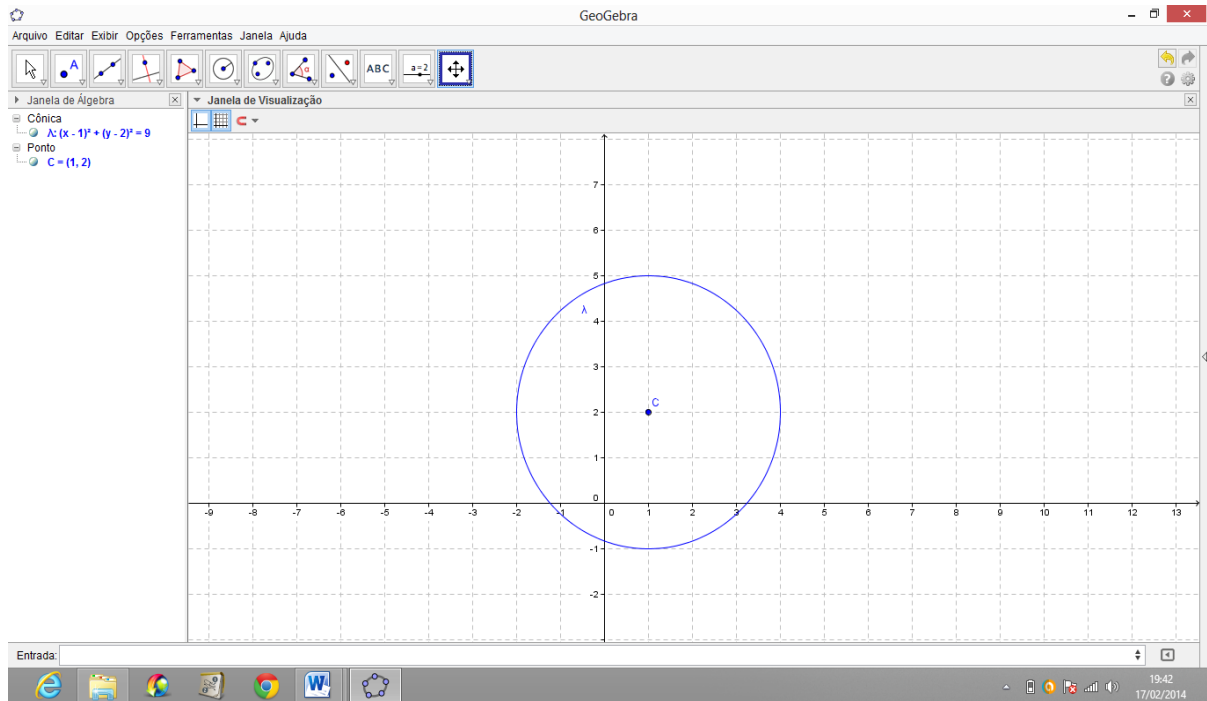 GeoGebra
Arquivo Editar Exibir Opções Ferramentas Janela Ajuda
A
α
ABC
a=2
Janela de Álgebra
Janela de Visualização
Cônica
λ: (x - 1)² + (y - 2)² = 9
Ponto
C = (1, 2)
7
6
5
λ
4
3
C
2
1
0
-9 -8 -7 -6 -5 -4 -3 -2 -1 0 1 2 3 4 5 6 7 8 9 10 11 12 13
-1
-2
Entrada:
W
19:42
17/02/2014